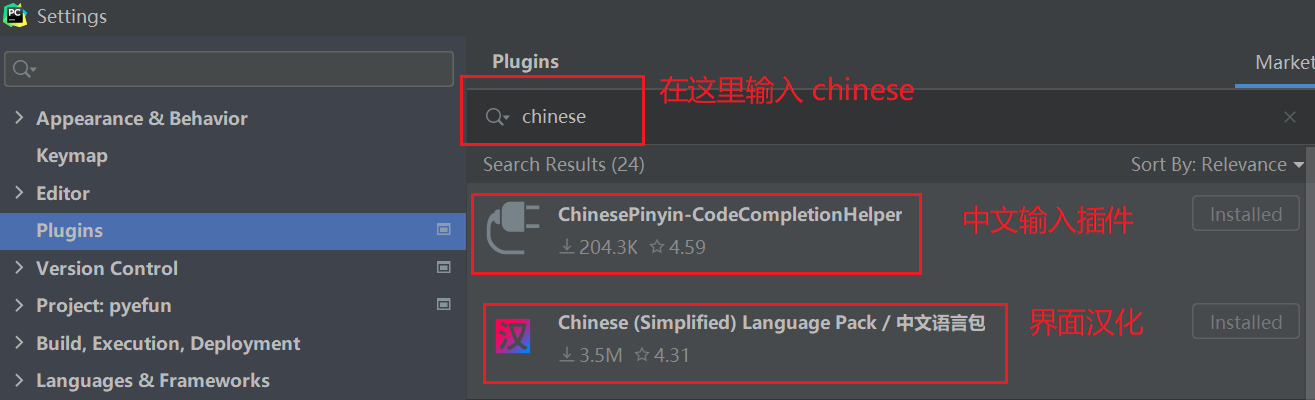 PC
Settings
Plugins
Market
在这里输入 chinese
chinese
Appearance & Behavior
Keymap
Search Results (24)
Sort By: Relevance
Editor
ChinesePinyin-CodeCompletionHelper
中文输入插件
Installed
Plugins
204.3K 4.59
Version Control
Project: pyefun
Chinese (Simplified) Language Pack / 中文语言包
界面汉化
Installed
汉
Build, Execution, Deployment
3.5M 4.31
Languages & Frameworks